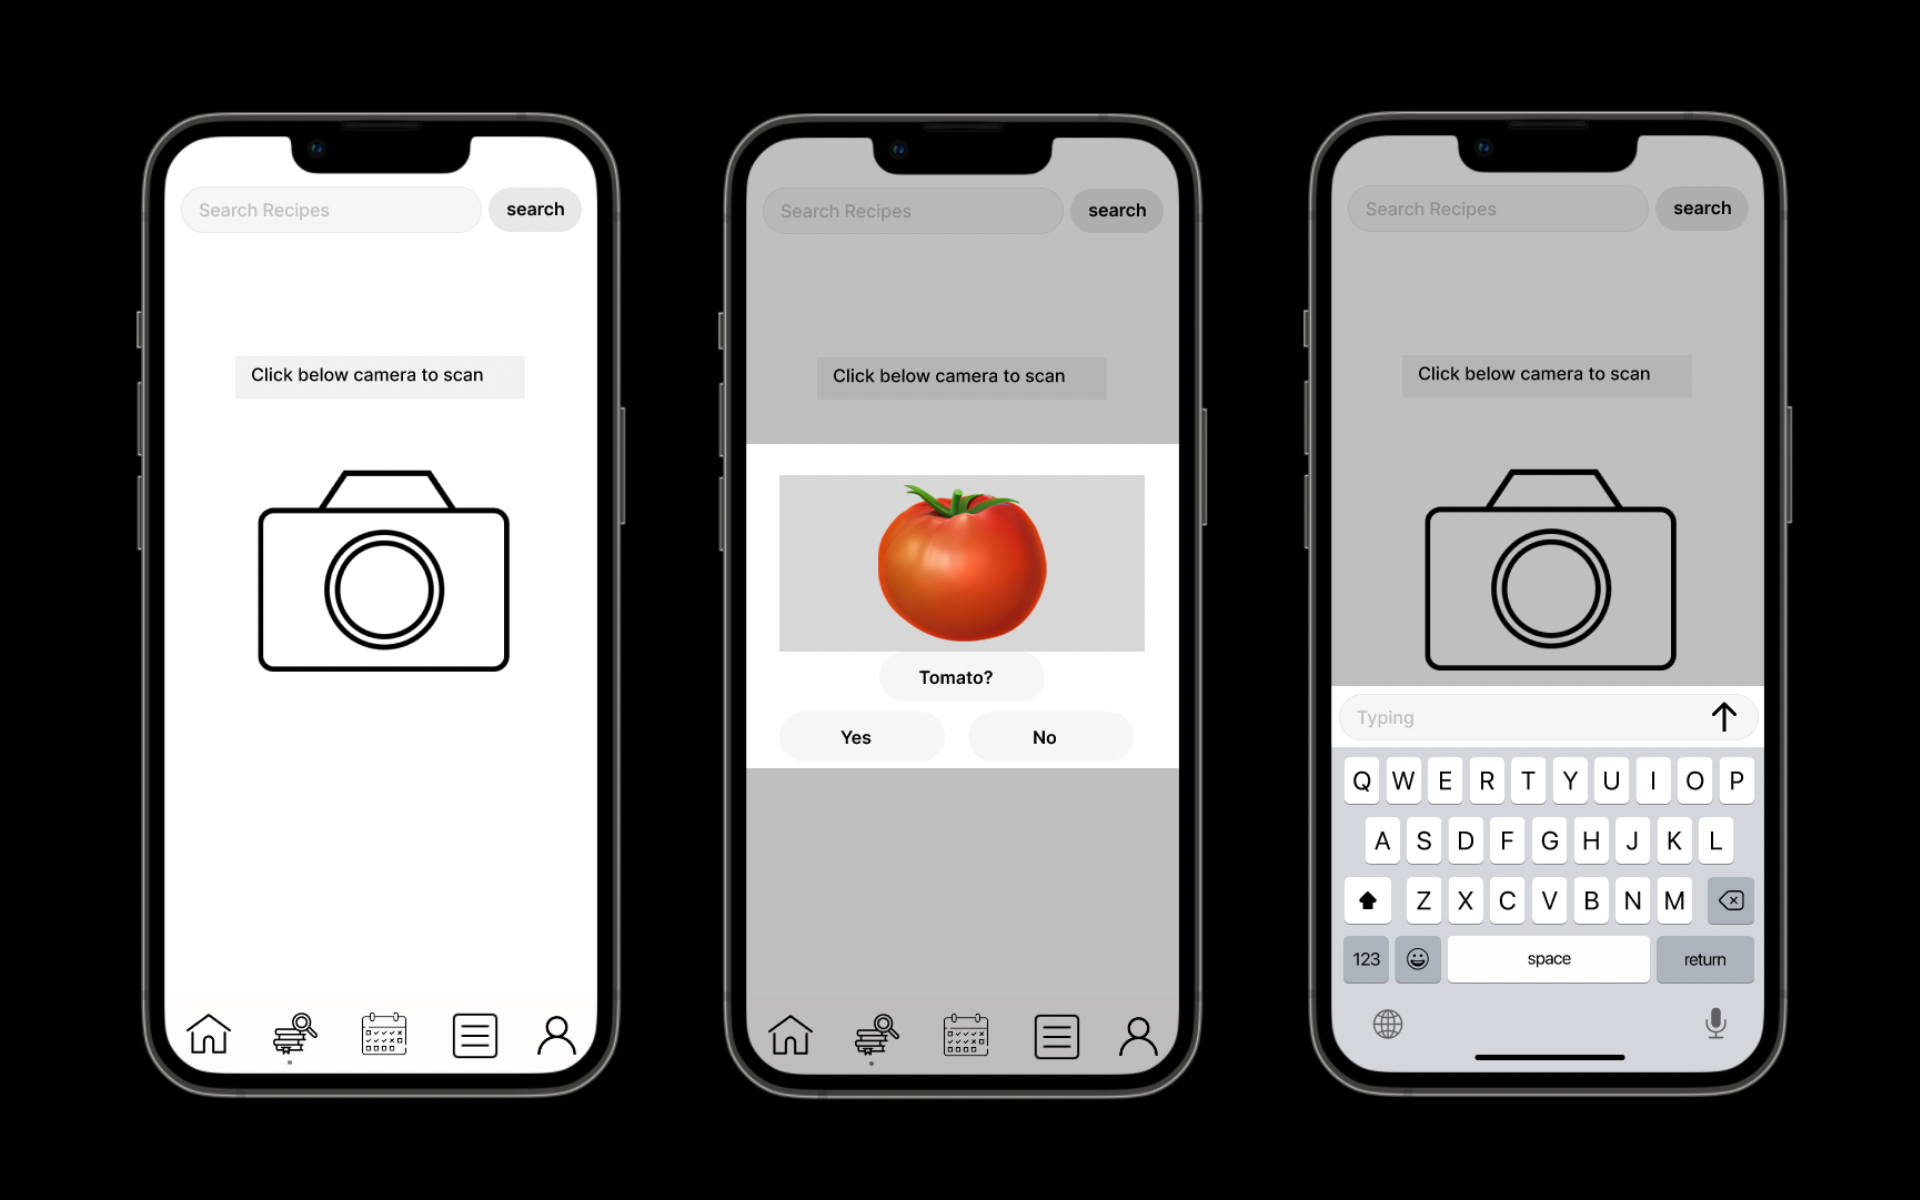 Search Recipes
search
Click below camera to scan
Search Recipes
search
Click below camera to scan
Tomato?
Yes
No
Search Recipes
search
Click below camera to scan
Typing
Q W E R T Y U I O P
A S D F G H J K L
Z X C V B N M
123 space return